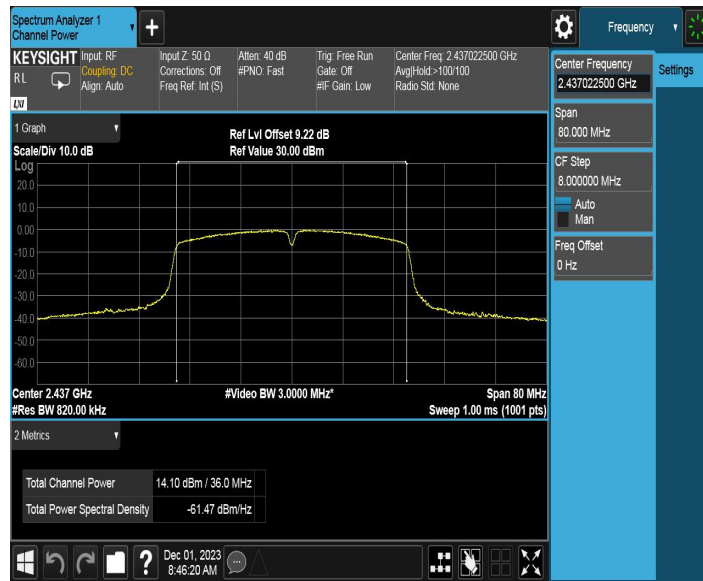 Spectrum Analyzer 1
Channel Power
Frequency
KEYSIGHT
RL
LXI
Input: RF
Coupling: DC
Align: Auto
Input Z: 50 Ω
Corrections: Off
Freq Ref: Int (S)
Atten: 40 dB
#PNO: Fast
Trig: Free Run
Gate: Off
#IF Gain: Low
Center Freq: 2.437022500 GHz
Avg|Hold:>100/100
Radio Std: None
Center Frequency
2.437022500 GHz
Settings
Span
80.000 MHz
CF Step
8.000000 MHz
Auto
Man
Freq Offset
0 Hz
1 Graph
Scale/Div 10.0 dB
Ref Lvl Offset 9.22 dB
Ref Value 30.00 dBm
Log
20.0
10.0
0.00
-10.0
-20.0
-30.0
-40.0
-50.0
-60.0
Center 2.437 GHz
#Video BW 3.0000 MHz*
Span 80 MHz
#Res BW 820.00 kHz
Sweep 1.00 ms (1001 pts)
2 Metrics
Total Channel Power 14.10 dBm / 36.0 MHz
Total Power Spectral Density -61.47 dBm/Hz
?
Dec 01, 2023
8:46:20 AM